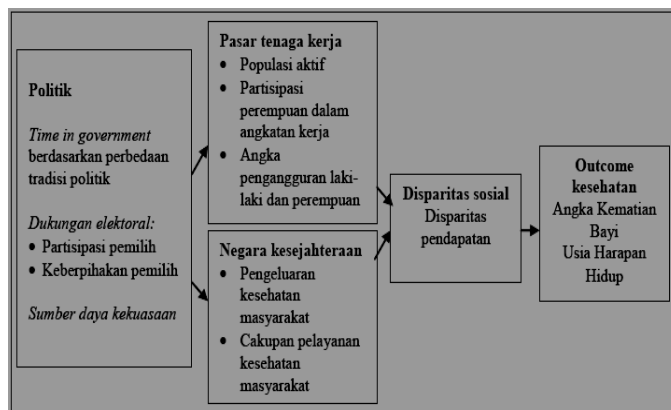 Politik
Time in government
berdasarkan perbedaan
tradisi politik
Dukungan elektoral:
• Partisipasi pemilih
• Keberpihakan pemilih
Sumber daya kekuasaan
Pasar tenaga kerja
• Populasi aktif
• Partisipasi
perempuan dalam
angkatan kerja
• Angka
pengangguran laki-
laki dan perempuan
Negara kesejahteraan
• Pengeluaran
kesehatan
masyarakat
• Cakupan pelayanan
kesehatan
masyarakat
Disparitas sosial
Disparitas
pendapatan
Outcome
kesehatan
Angka Kematian
Bayi
Usia Harapan
Hidup